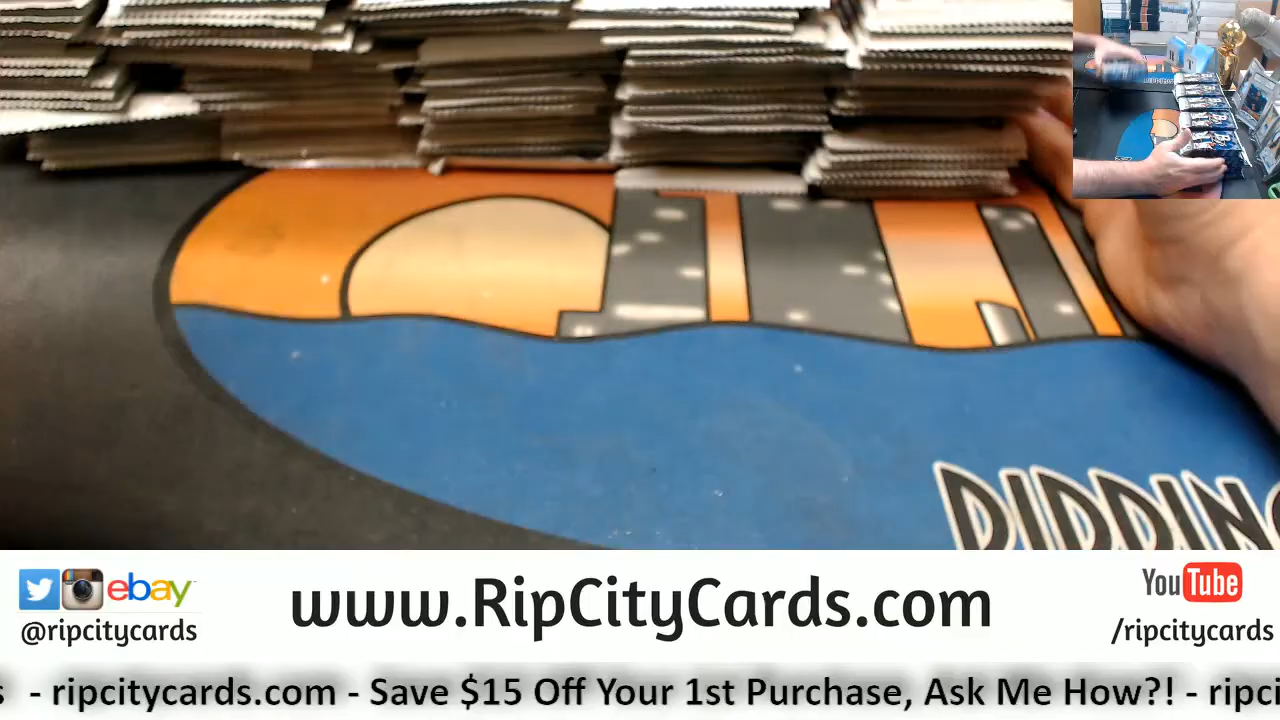 ebay
@ripcitycards
www.RipCityCards.com
YouTube
/ripcitycards
- ripcitycards.com - Save $15 Off Your 1st Purchase, Ask Me How?! - ripci